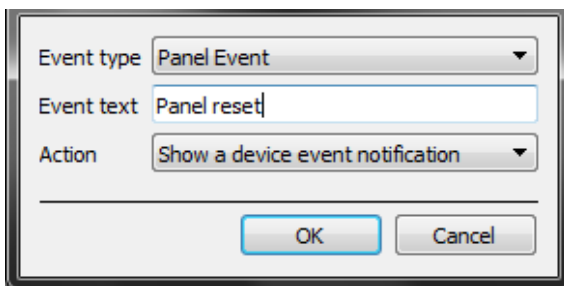 Event type Panel Event
Event text Panel reset
Action Show a device event notification
OK Cancel